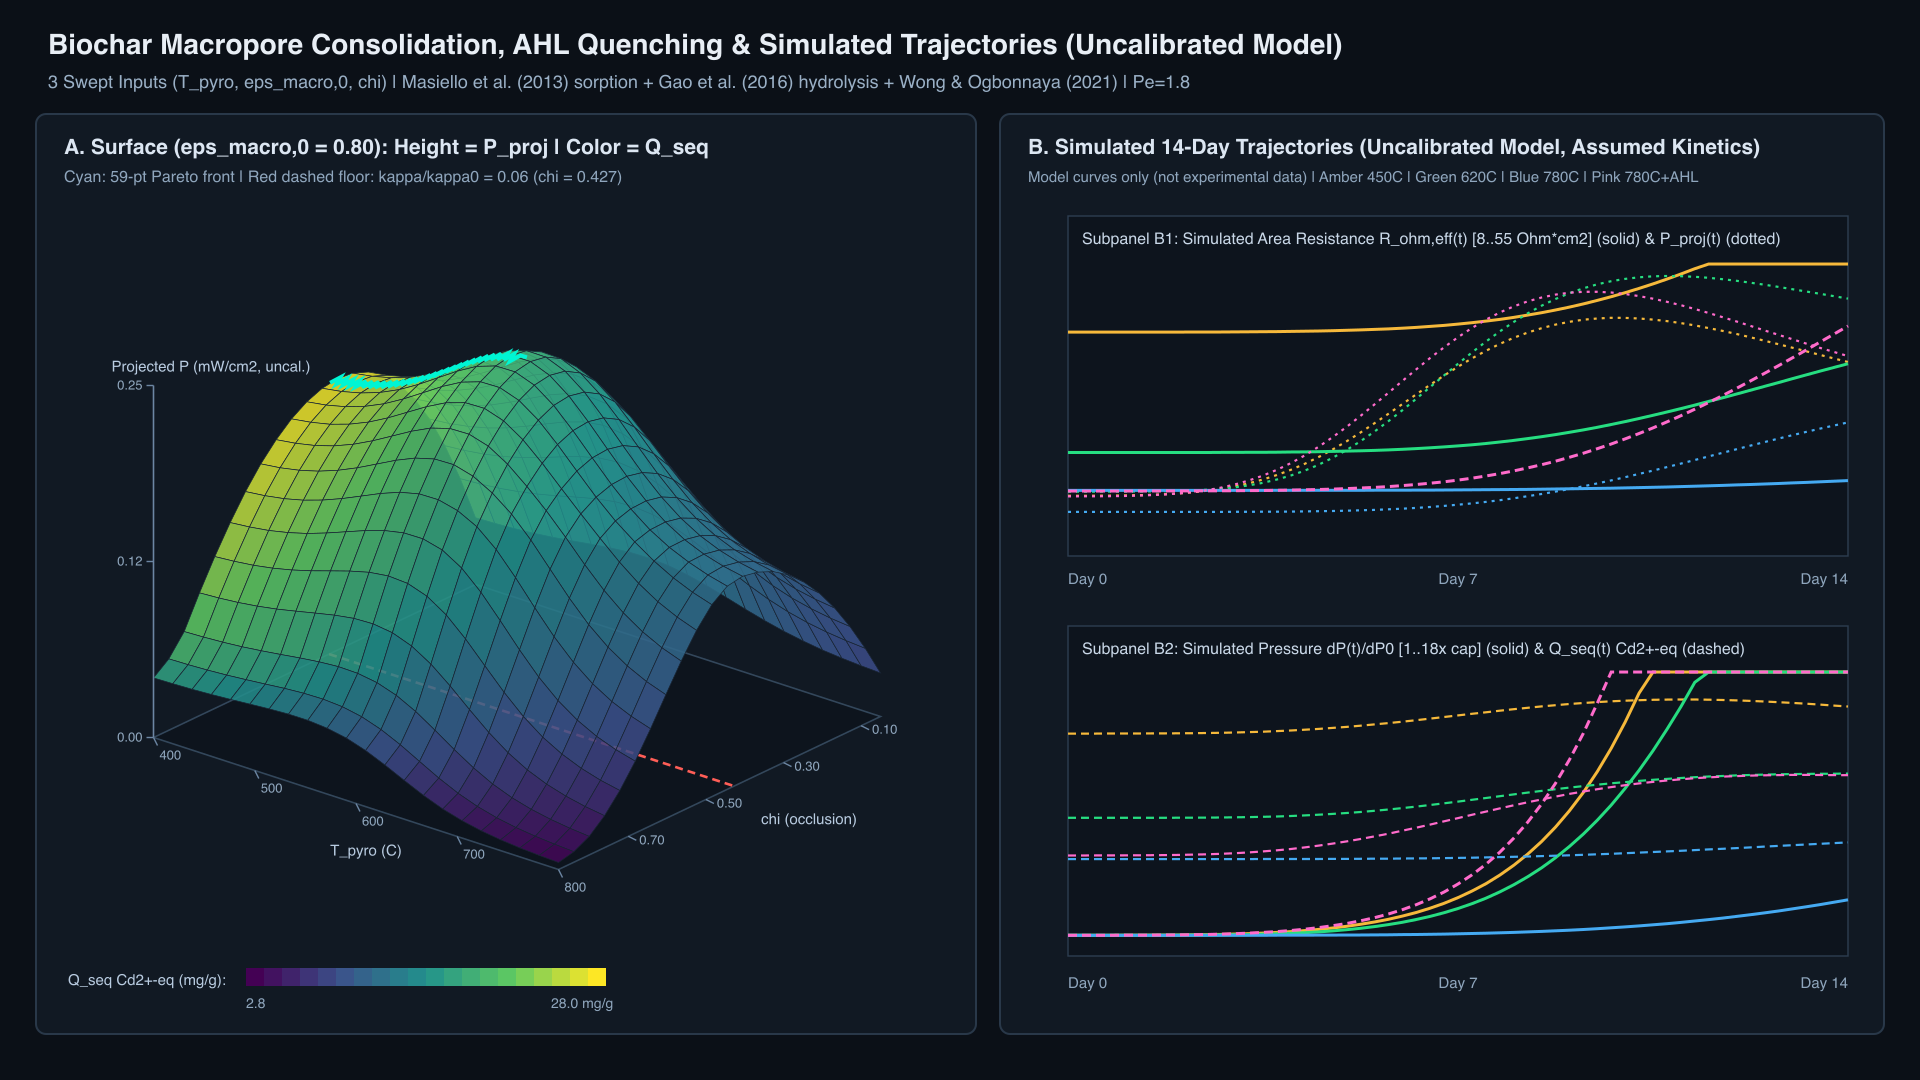 Biochar Macropore Consolidation, AHL Quenching & Simulated Trajectories (Uncalibrated Model)
3 Swept Inputs (T_pyro, eps_macro,0, chi) | Masiello et al. (2013) sorption + Gao et al. (2016) hydrolysis + Wong & Ogbonnaya (2021) | Pe=1.8
A. Surface (eps_macro,0 = 0.80): Height = P_proj | Color = Q_seq
Cyan: 59-pt Pareto front | Red dashed floor: kappa/kappa0 = 0.06 (chi = 0.427)
Projected P (mW/cm2, uncal.)
0.25
0.12
0.00
400
500
600
700
800
T_pyro (C)
0.10
0.30
0.50
0.70
chi (occlusion)
Q_seq Cd2+-eq (mg/g):
2.8
28.0 mg/g
B. Simulated 14-Day Trajectories (Uncalibrated Model, Assumed Kinetics)
Model curves only (not experimental data) | Amber 450C | Green 620C | Blue 780C | Pink 780C+AHL
Subpanel B1: Simulated Area Resistance R_ohm,eff(t) [8..55 Ohm*cm2] (solid) & P_proj(t) (dotted)
Day 0
Day 7
Day 14
Subpanel B2: Simulated Pressure dP(t)/dP0 [1..18x cap] (solid) & Q_seq(t) Cd2+-eq (dashed)
Day 0
Day 7
Day 14